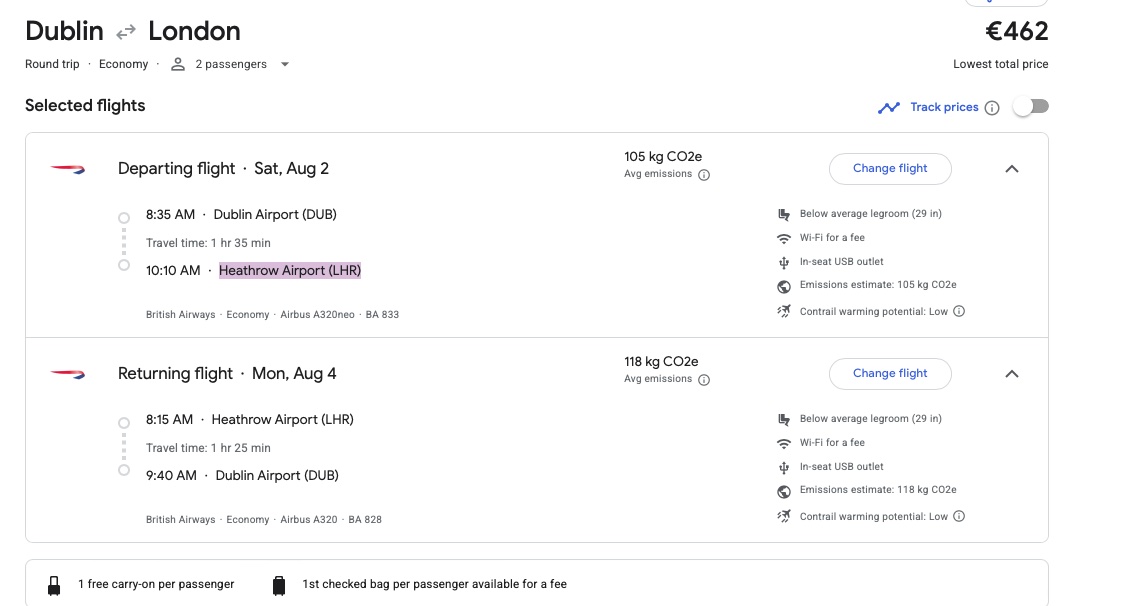 Dublin London
€462
Round trip · Economy · 2 passengers
Lowest total price
Selected flights
Track prices
Departing flight · Sat, Aug 2
105 kg CO2e
Avg emissions
Change flight
8:35 AM · Dublin Airport (DUB)
Travel time: 1 hr 35 min
10:10 AM · Heathrow Airport (LHR)
British Airways · Economy · Airbus A320neo · BA 833
Below average legroom (29 in)
Wi-Fi for a fee
In-seat USB outlet
Emissions estimate: 105 kg CO2e
Contrail warming potential: Low
Returning flight · Mon, Aug 4
118 kg CO2e
Avg emissions
Change flight
8:15 AM · Heathrow Airport (LHR)
Travel time: 1 hr 25 min
9:40 AM · Dublin Airport (DUB)
British Airways · Economy · Airbus A320 · BA 828
Below average legroom (29 in)
Wi-Fi for a fee
In-seat USB outlet
Emissions estimate: 118 kg CO2e
Contrail warming potential: Low
1 free carry-on per passenger
1st checked bag per passenger available for a fee